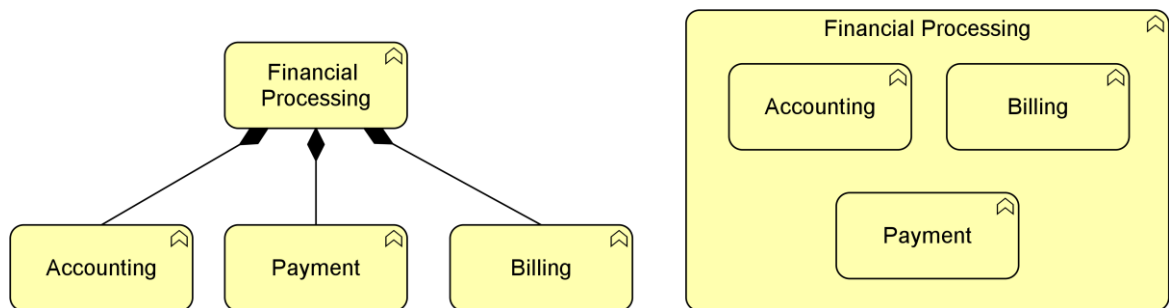 Financial
Processing
Accounting
Payment
Billing
Financial Processing
Accounting
Billing
Payment